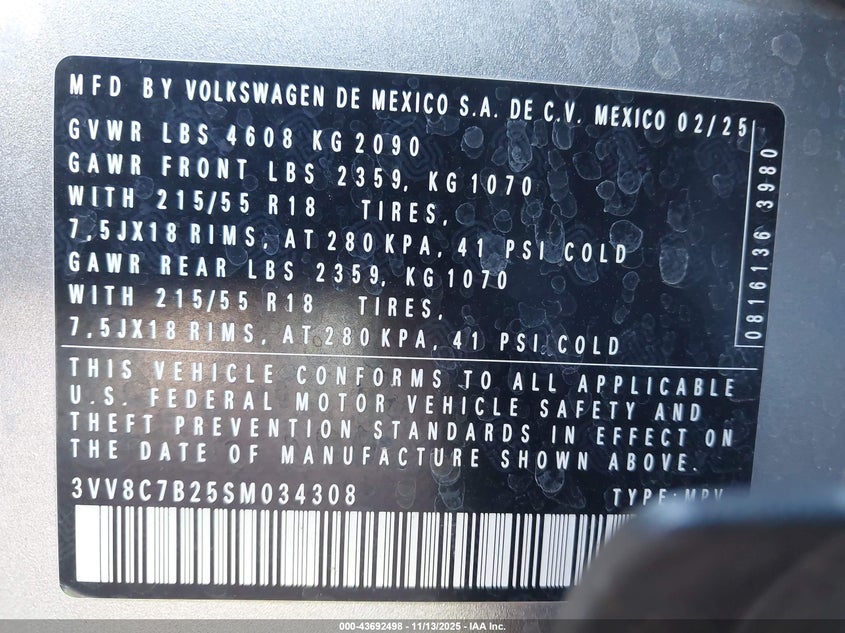 MFD BY VOLKSWAGEN DE MEXICO S.A. DE C.V. MEXICO 02/25
GVWR LBS 4608 KG 2090
GAWR FRONT LBS 2359, KG 1070
WITH 215/55 R18 TIRES,
7,5JX18 RIMS, AT 280 KPA, 41 PSI COLD
GAWR REAR LBS 2359, KG 1070
WITH 215/55 R18 TIRES,
7,5JX18 RIMS, AT 280 KPA, 41 PSI COLD
0816136 3980
THIS VEHICLE CONFORMS TO ALL APPLICABLE
U.S. FEDERAL MOTOR VEHICLE SAFETY AND
THEFT PREVENTION STANDARDS IN EFFECT ON
THE DATE OF MANUFACTURE SHOWN ABOVE.
3VV8C7B25SM034308 TYPE: MPV
000-43692498 - 11/13/2025 - IAA Inc.